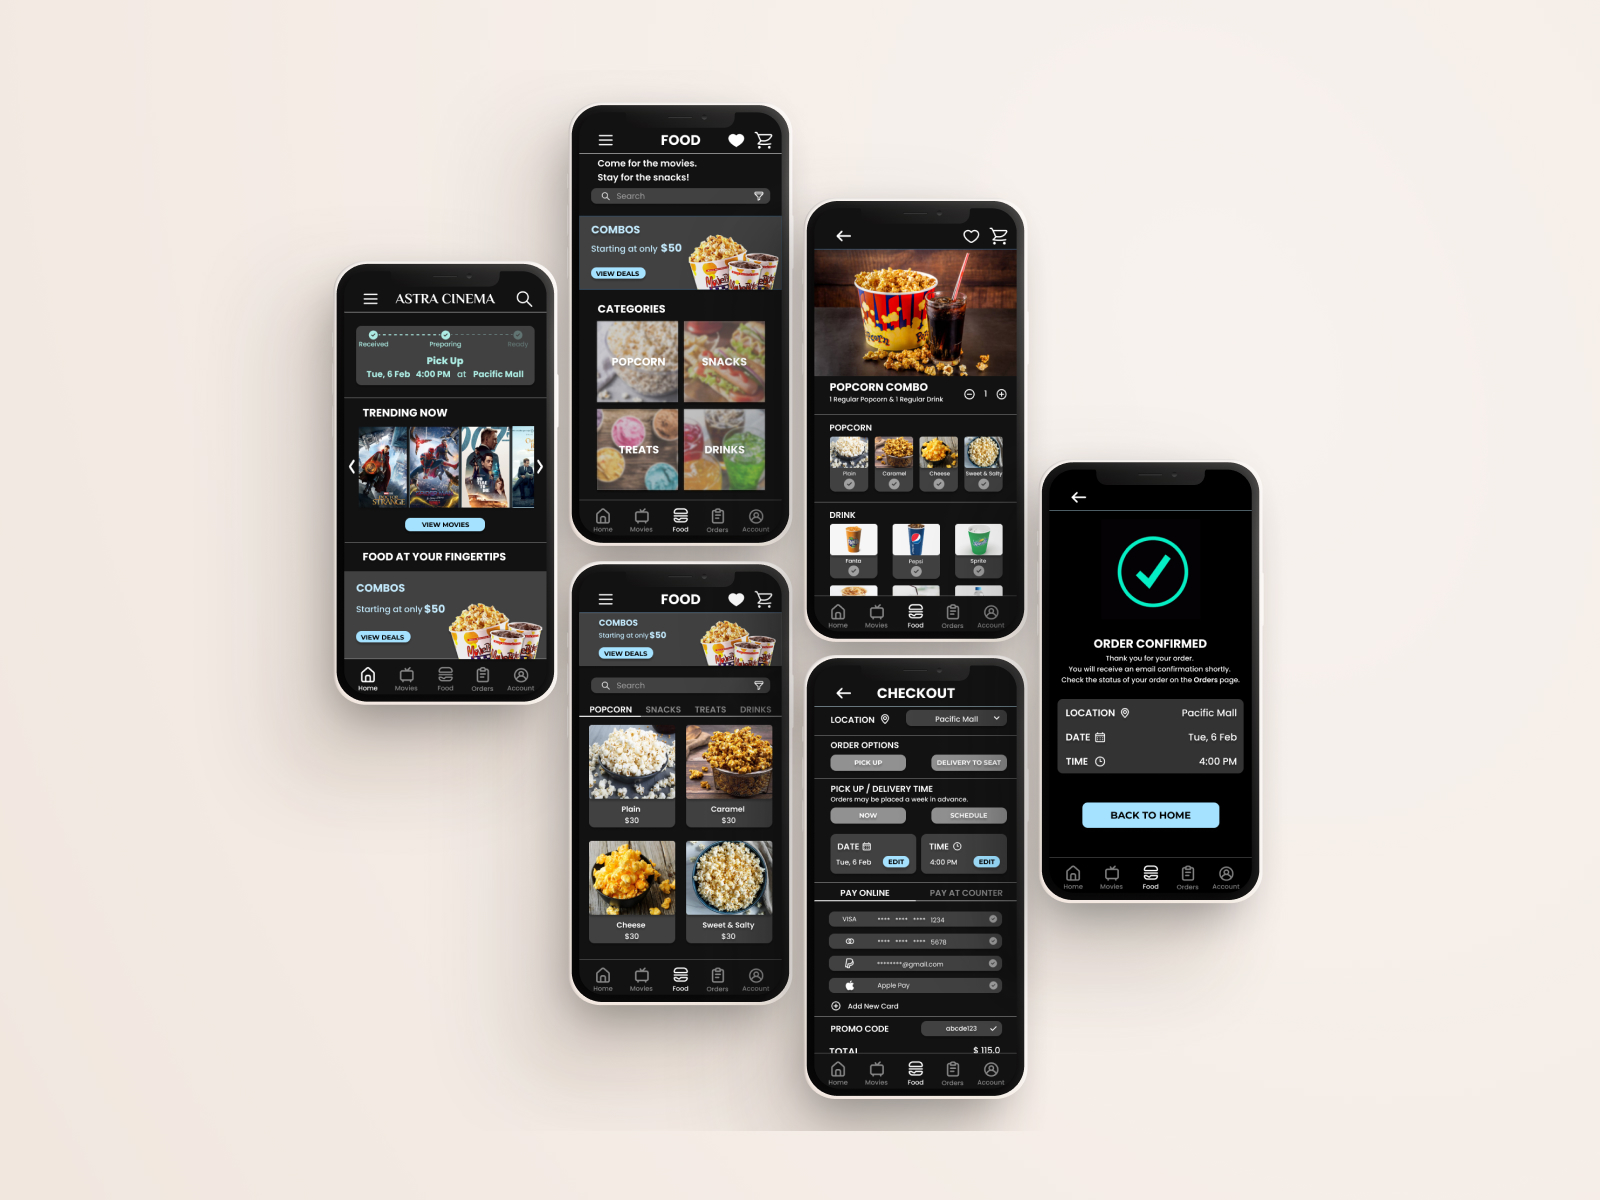 ASTRA CINEMA
Received Preparing Ready
Pick Up
Tue, 6 Feb 4:00 PM at Pacific Mall
TRENDING NOW
STRANGE
007
NO TIME TO DIE
VIEW MOVIES
FOOD AT YOUR FINGERTIPS
COMBOS
Starting at only $50
VIEW DEALS
Home Movies Food Orders Account
FOOD
Come for the movies.
Stay for the snacks!
Search
COMBOS
Starting at only $50
VIEW DEALS
CATEGORIES
POPCORN SNACKS
TREATS DRINKS
Home Movies Food Orders Account
FOOD
COMBOS
Starting at only $50
VIEW DEALS
Search
POPCORN SNACKS TREATS DRINKS
Plain Caramel
$30 $30
Cheese Sweet & Salty
$30 $30
Home Movies Food Orders Account
POPCORN COMBO
1 Regular Popcorn & 1 Regular Drink
1
POPCORN
Plain Caramel Cheese Sweet & Salty
DRINK
Fanta Pepsi Sprite
Home Movies Food Orders Account
CHECKOUT
LOCATION Pacific Mall
ORDER OPTIONS
PICK UP DELIVERY TO SEAT
PICK UP / DELIVERY TIME
Orders may be placed a week in advance.
NOW SCHEDULE
DATE TIME
Tue, 6 Feb EDIT 4:00 PM EDIT
PAY ONLINE PAY AT COUNTER
VISA **** **** **** 1234
**** **** **** 5678
********@gmail.com
Apple Pay
Add New Card
PROMO CODE abcde123
TOTAL $ 115.0
Home Movies Food Orders Account
ORDER CONFIRMED
Thank you for your order.
You will receive an email confirmation shortly.
Check the status of your order on the Orders page.
LOCATION Pacific Mall
DATE Tue, 6 Feb
TIME 4:00 PM
BACK TO HOME
Home Movies Food Orders Account